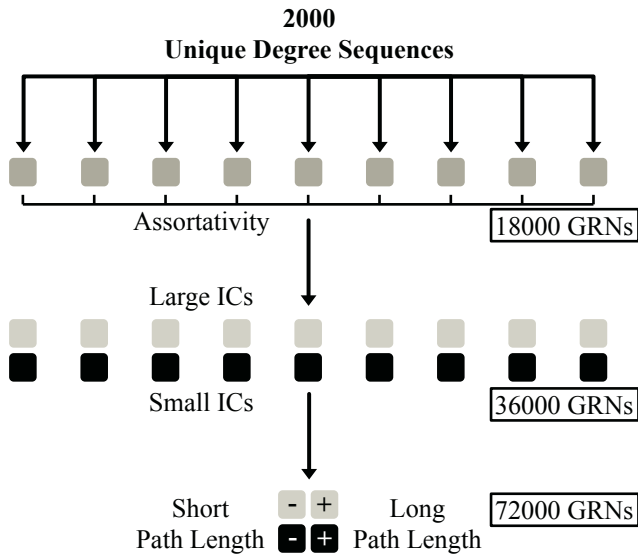 2000
Unique Degree Sequences
Assortativity
18000 GRNs
Large ICs
Small ICs
36000 GRNs
Short
Path Length
- +
- +
Long
Path Length
72000 GRNs